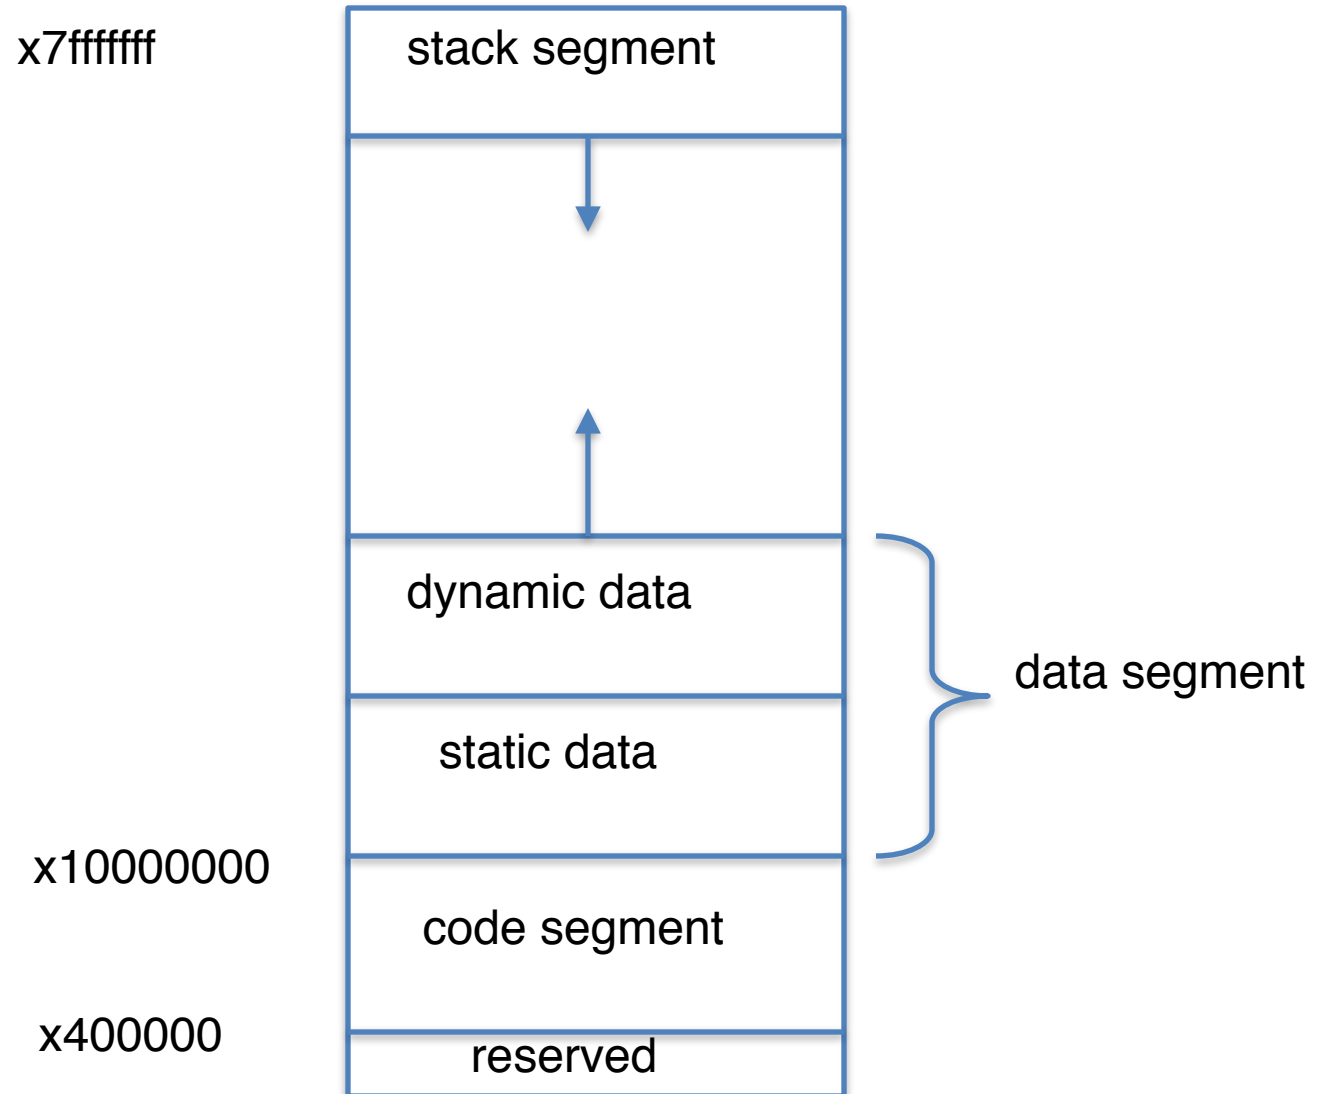 x7fffffff
stack segment
dynamic data
data segment
static data
x10000000
code segment
x400000
reserved